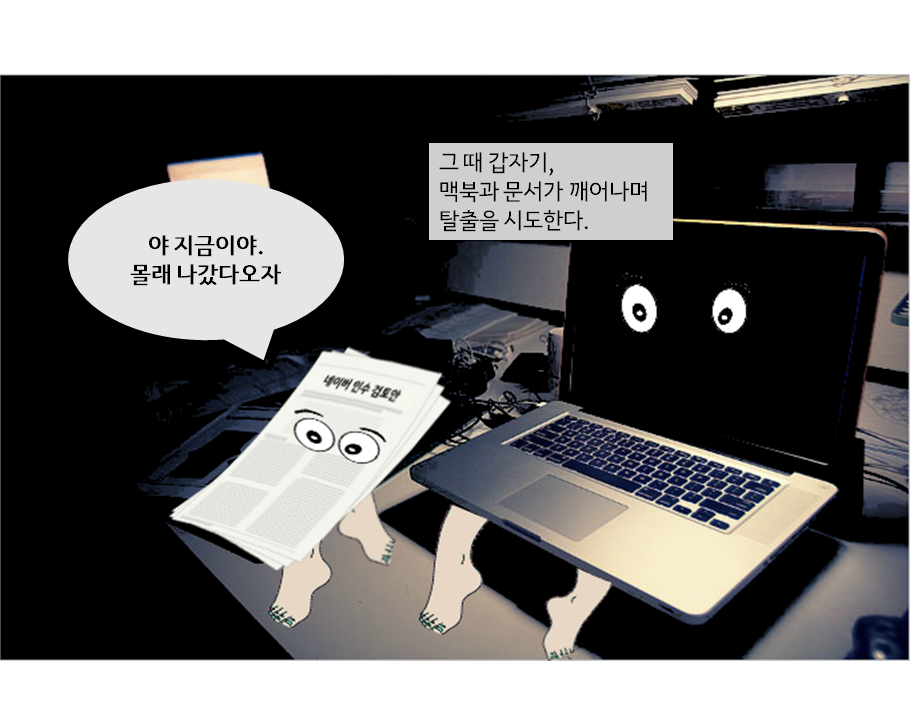 그 때 갑자기,
맥북과 문서가 깨어나며
탈출을 시도한다.
야 지금이야.
몰래 나갔다오자
네이버 인수 검토안